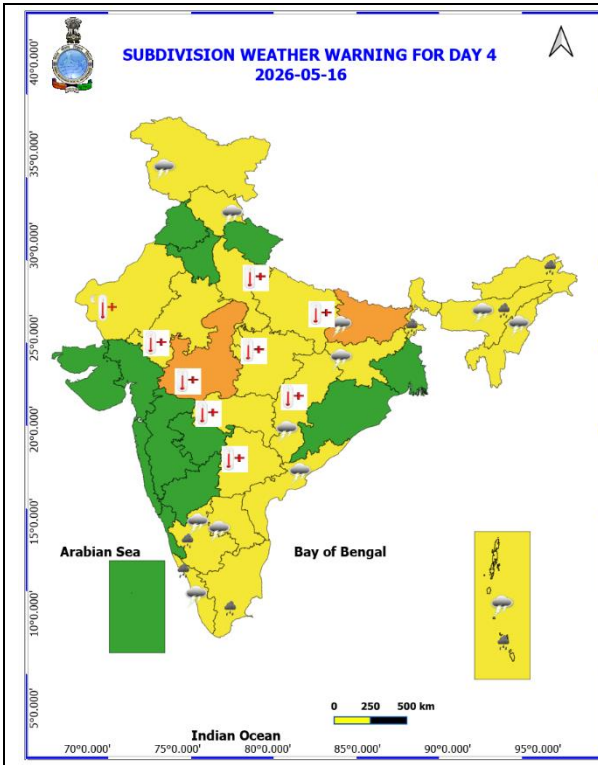 SUBDIVISION WEATHER WARNING FOR DAY 4
2026-05-16
40°0.000'
35°0.000'
30°0.000'
25°0.000'
20°0.000'
15°0.000'
10°0.000'
5°0.000'
Arabian Sea
Bay of Bengal
0 250 500 km
Indian Ocean
70°0.000' 75°0.000' 80°0.000' 85°0.000' 90°0.000' 95°0.000'